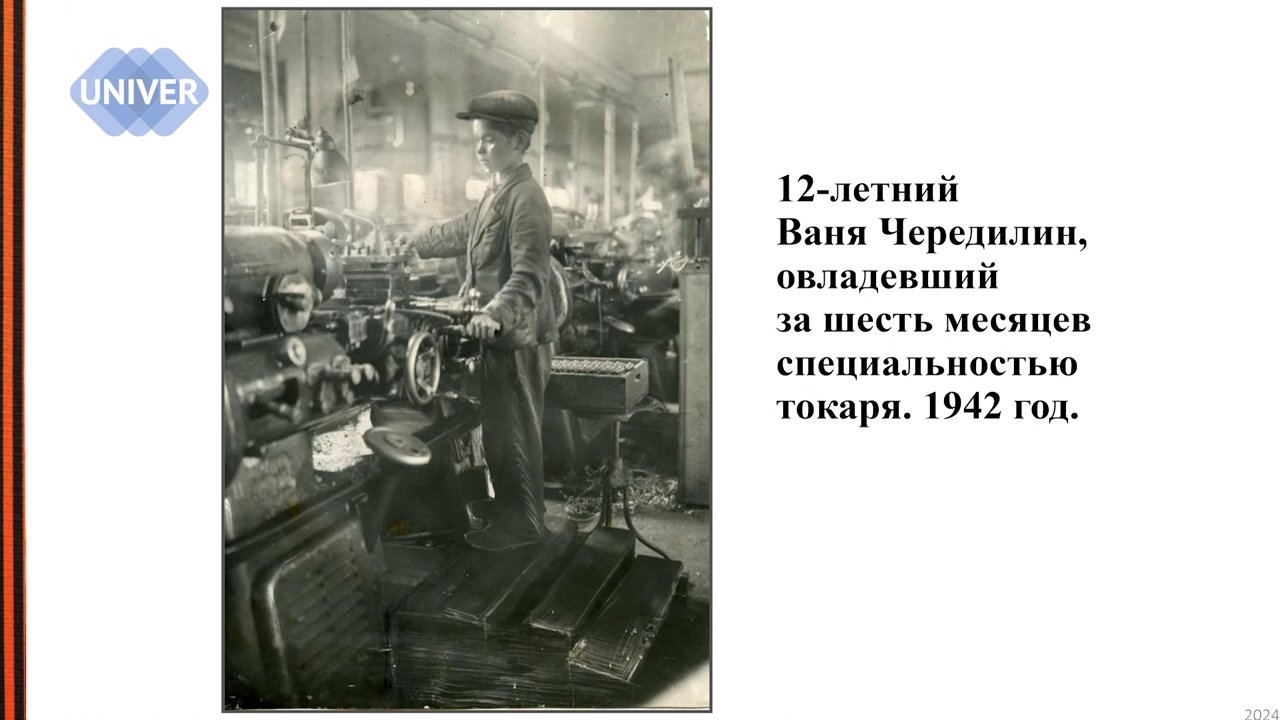 UNIVER
12-летний
Ваня Чередилин,
овладевший
за шесть месяцев
специальностью
токаря. 1942 год.
2024